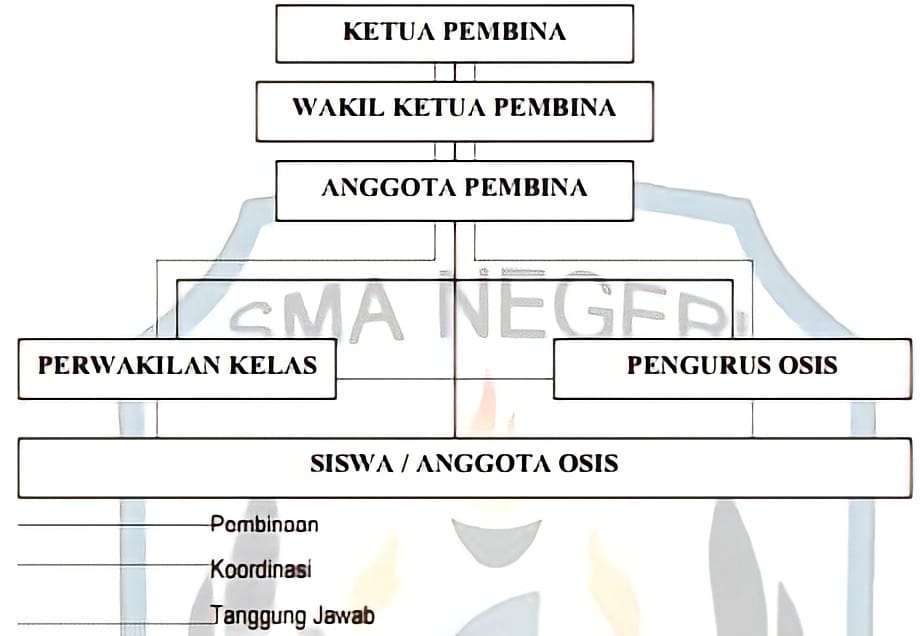 KETUA PEMBINA
WAKIL KETUA PEMBINA
ANGGOTA PEMBINA
SMA NEGERI
PERWAKILAN KELAS
PENGURUS OSIS
SISWA / ANGGOTA OSIS
Pembinaan
Koordinasi
Tanggung Jawab